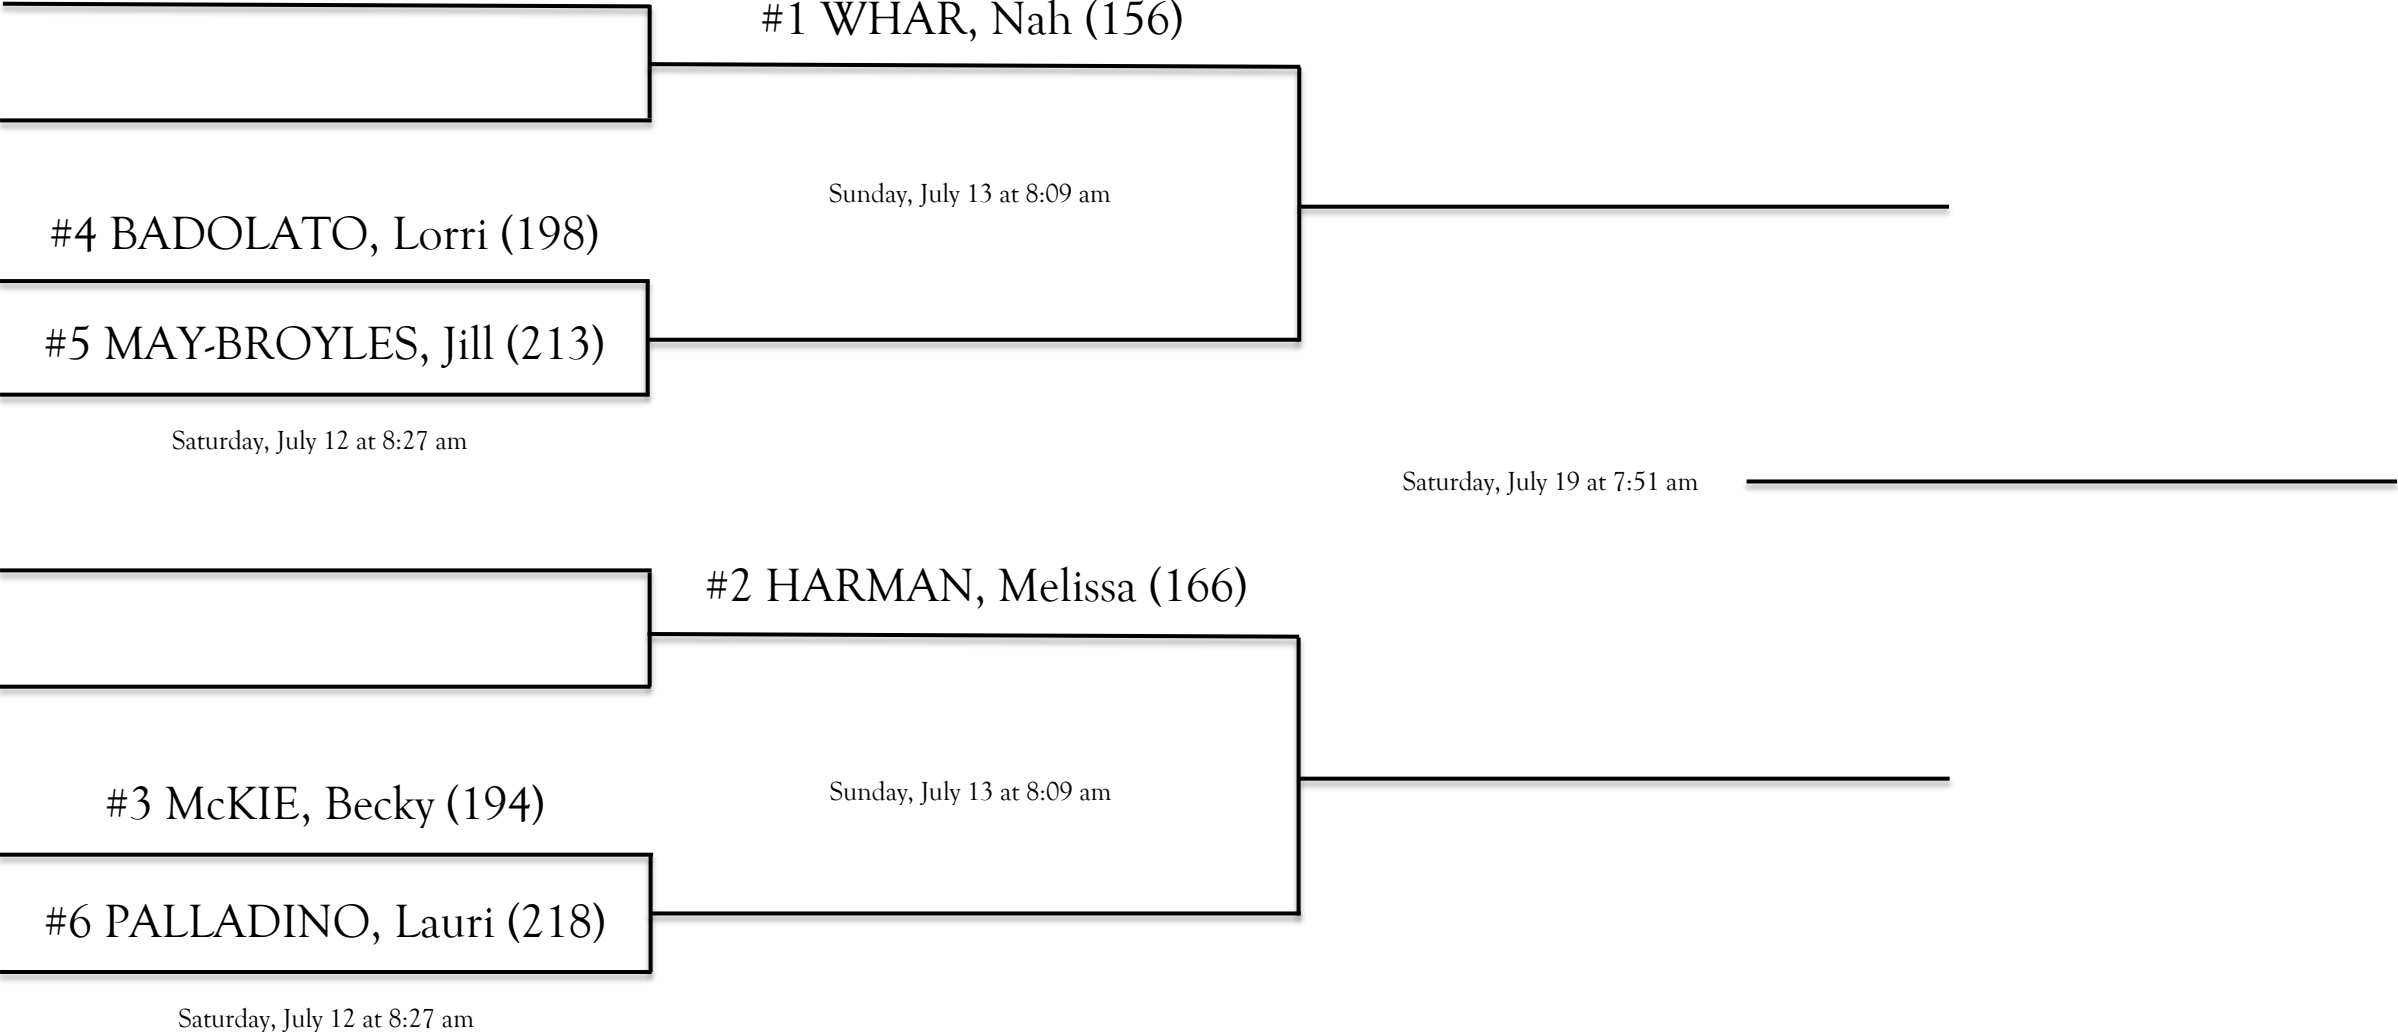 #1 WHAR, Nah (156)
Sunday, July 13 at 8:09 am
#4 BADOLATO, Lorri (198)
#5 MAY-BROYLES, Jill (213)
Saturday, July 12 at 8:27 am
Saturday, July 19 at 7:51 am
#2 HARMAN, Melissa (166)
#3 McKIE, Becky (194)
Sunday, July 13 at 8:09 am
#6 PALLADINO, Lauri (218)
Saturday, July 12 at 8:27 am